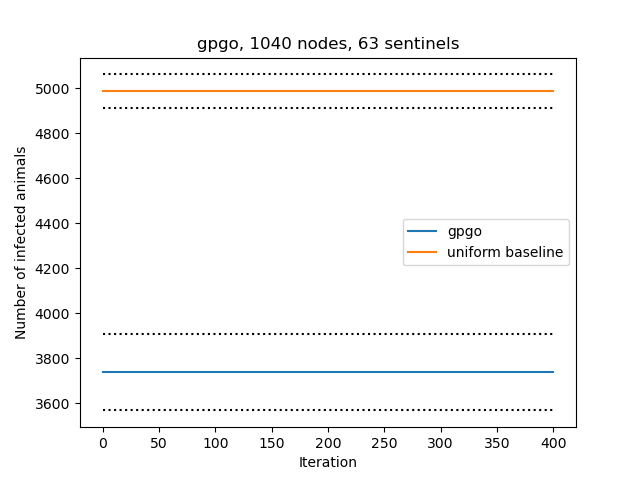 gpgo, 1040 nodes, 63 sentinels
Number of infected animals
5000
4800
4600
4400
4200
4000
3800
3600
gpgo
uniform baseline
0 50 100 150 200 250 300 350 400
Iteration